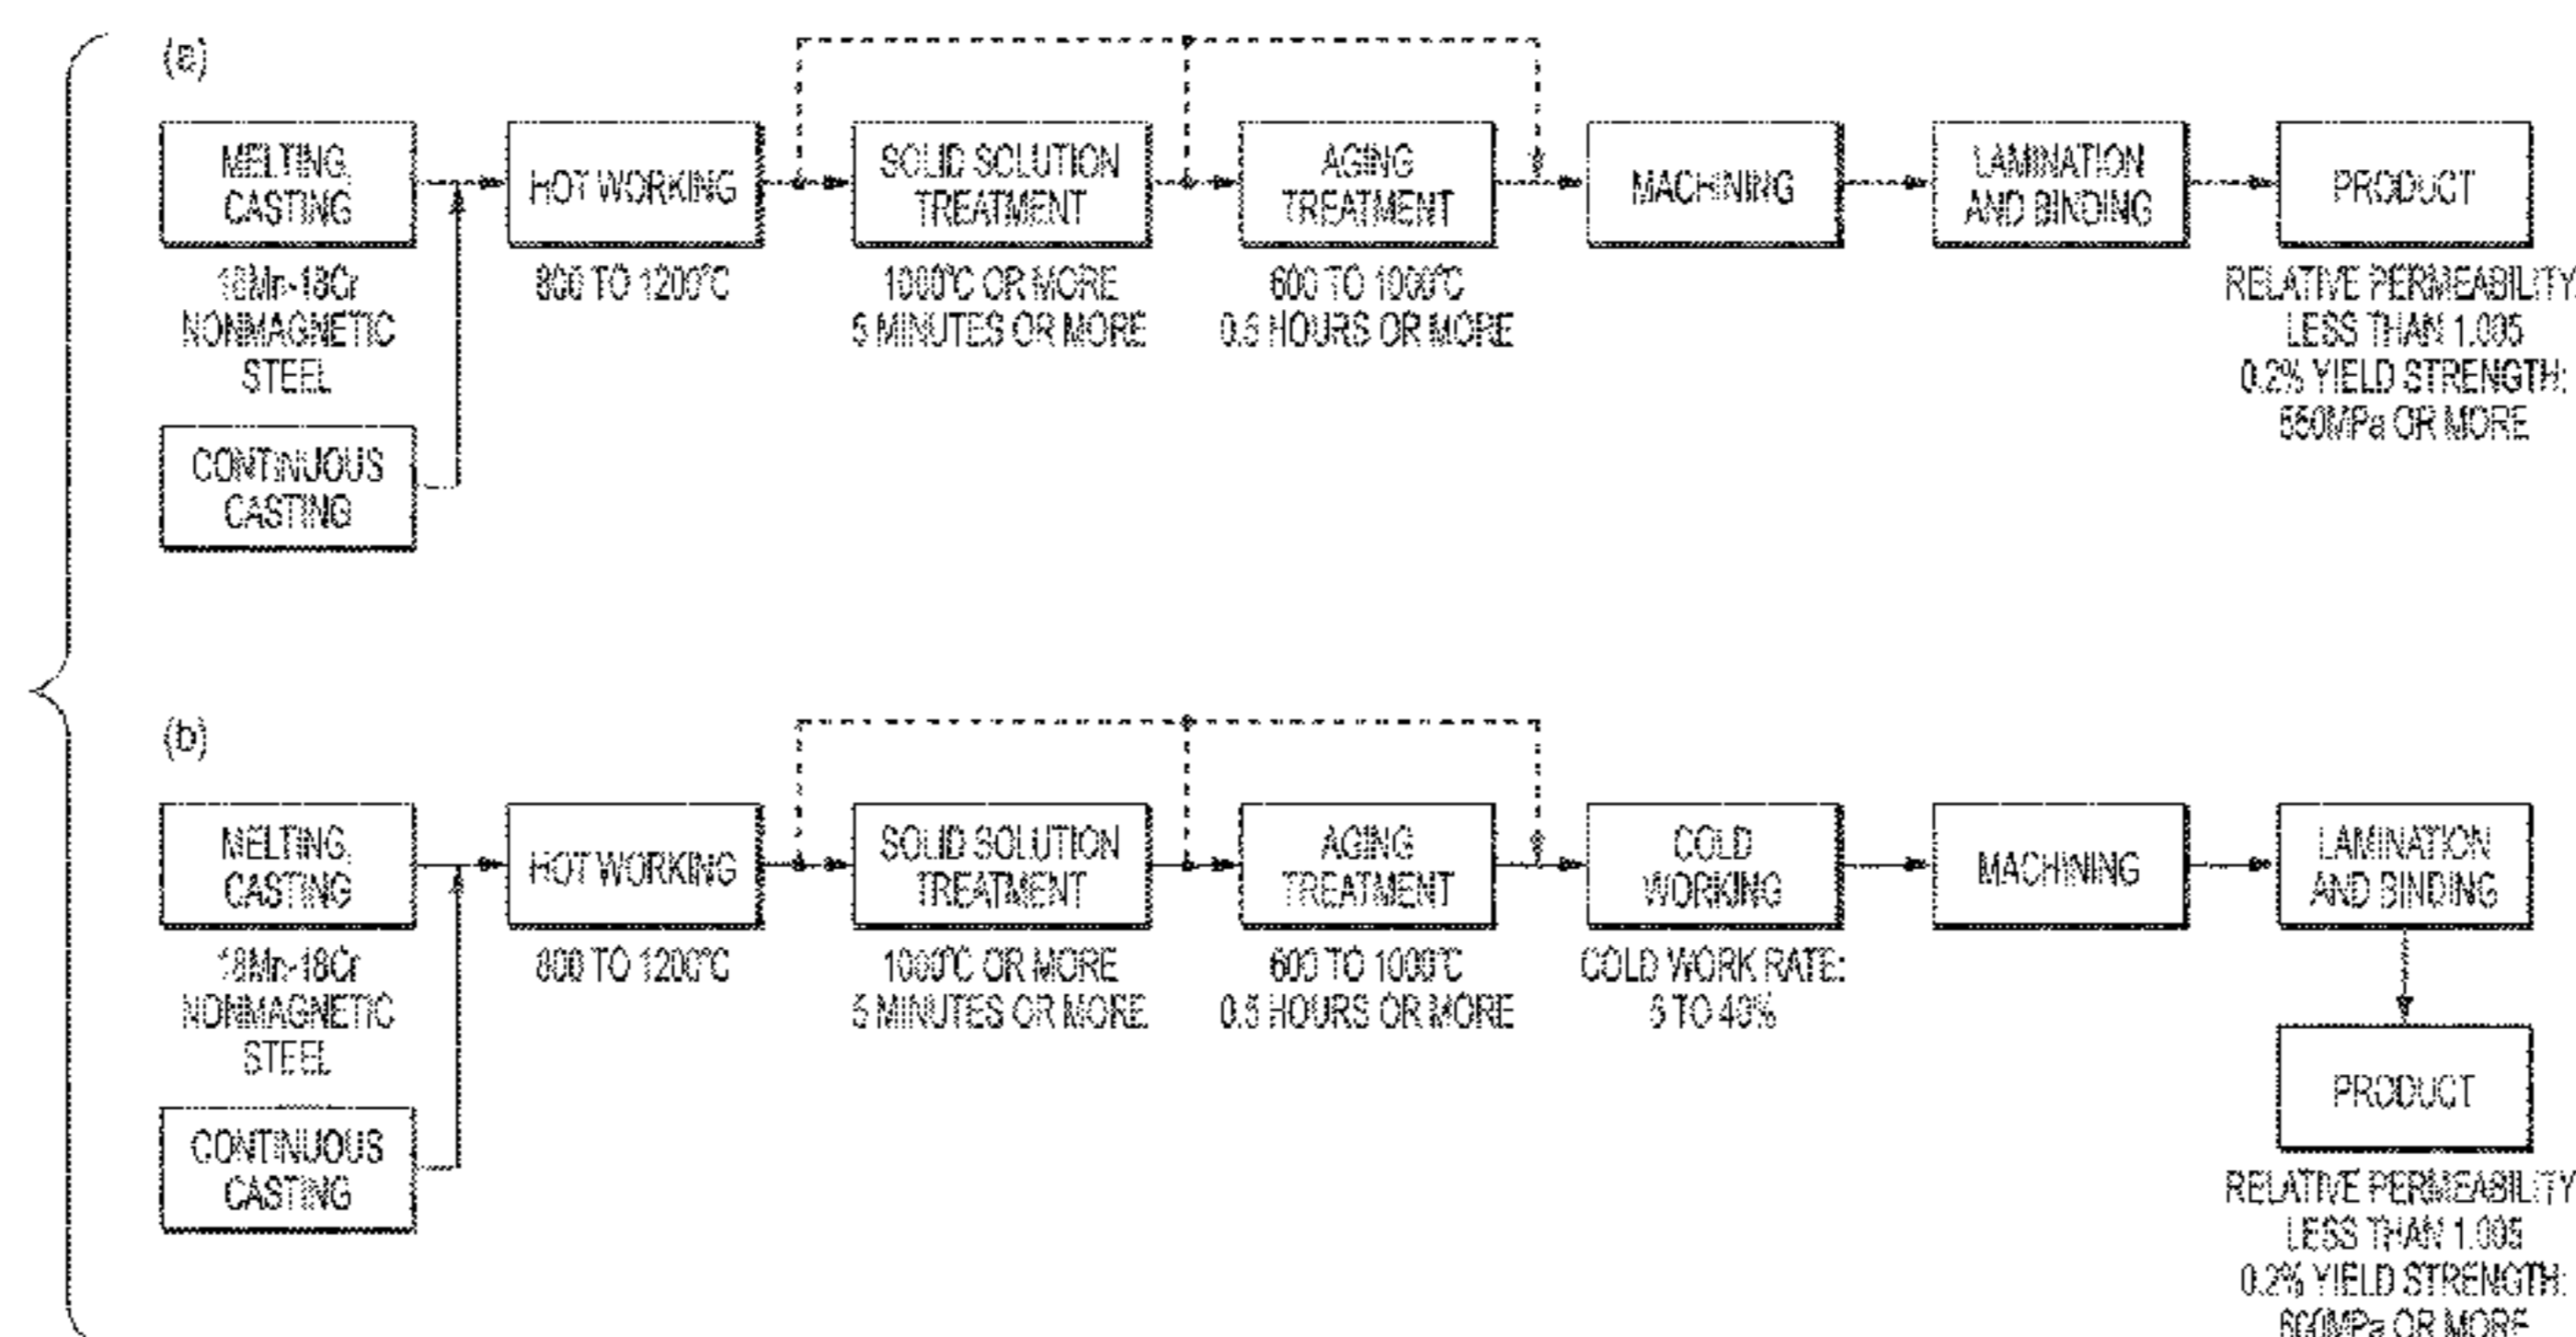 (a)
MELTING,
CASTING
18Mn-18Cr
NONMAGNETIC
STEEL
CONTINUOUS
CASTING
HOT WORKING
800 TO 1200°C
SOLID SOLUTION
TREATMENT
1000°C OR MORE
5 MINUTES OR MORE
AGING
TREATMENT
600 TO 1000°C
0.5 HOURS OR MORE
MACHINING
LAMINATION
AND BINDING
PRODUCT
RELATIVE PERMEABILITY:
LESS THAN 1.005
0.2% YIELD STRENGTH:
550MPa OR MORE
(b)
MELTING,
CASTING
18Mn-18Cr
NONMAGNETIC
STEEL
CONTINUOUS
CASTING
HOT WORKING
800 TO 1200°C
SOLID SOLUTION
TREATMENT
1000°C OR MORE
5 MINUTES OR MORE
AGING
TREATMENT
600 TO 1000°C
0.5 HOURS OR MORE
COLD
WORKING
COLD WORK RATE:
5 TO 40%
MACHINING
LAMINATION
AND BINDING
PRODUCT
RELATIVE PERMEABILITY
LESS THAN 1.005
0.2% YIELD STRENGTH:
OR MORE